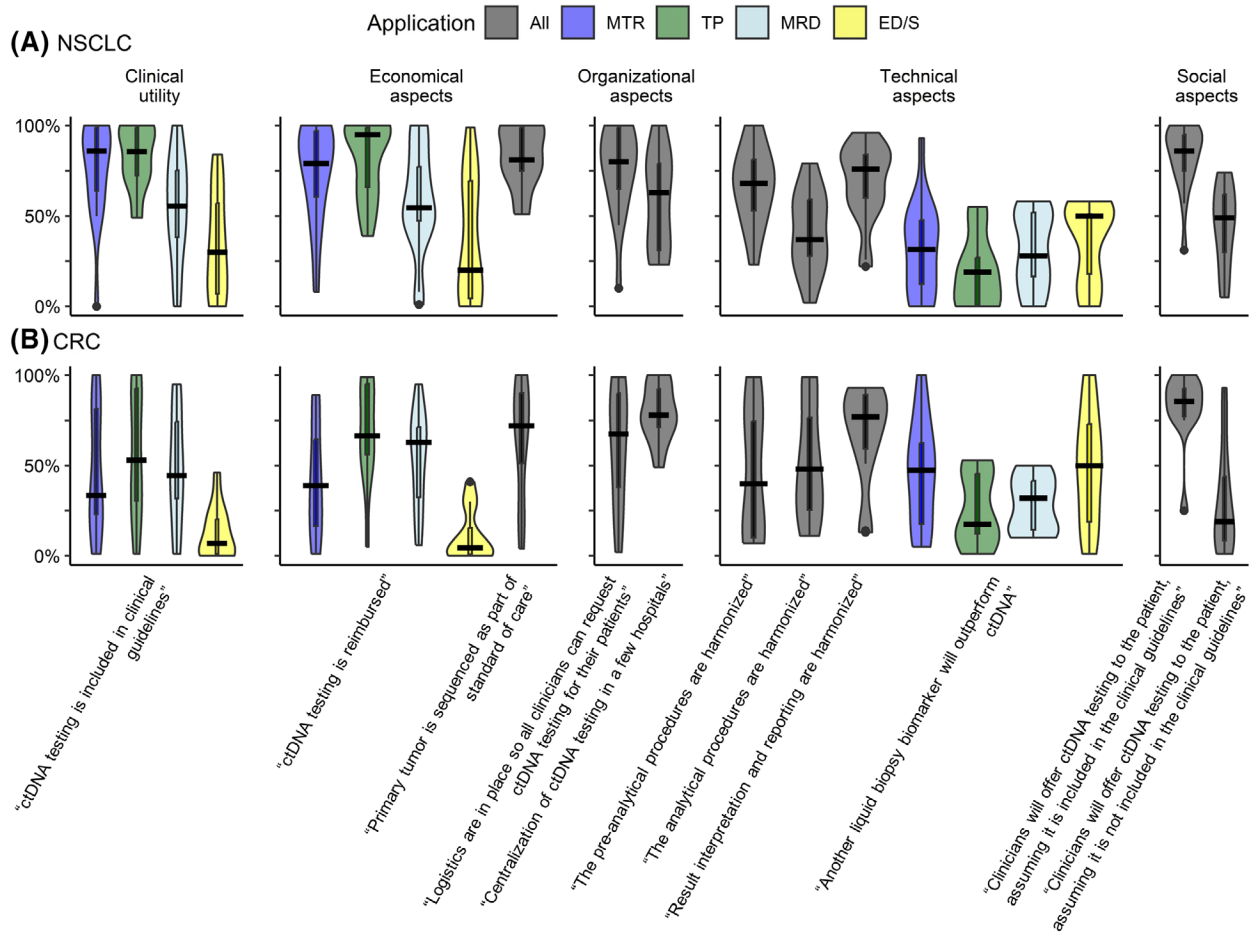 Application All MTR TP MRD ED/S
(A) NSCLC
Clinical
utility
Economical
aspects
Organizational
aspects
Technical
aspects
Social
aspects
100%
50%
0%
(B) CRC
100%
50%
0%
“ctDNA testing is included in clinical
guidelines”
“ctDNA testing is reimbursed”
“Primary tumor is sequenced as part of
standard of care”
“Logistics are in place so all clinicians can request
ctDNA testing for their patients”
“Centralization of ctDNA testing in a few hospitals”
“The pre-analytical procedures are harmonized”
“The analytical procedures are harmonized”
“Result interpretation and reporting are harmonized”
“Another liquid biopsy biomarker will outperform
ctDNA”
“Clinicians will offer ctDNA testing to the patient,
assuming it is included in the clinical guidelines”
“Clinicians will offer ctDNA testing to the patient,
assuming it is not included in the clinical guidelines”